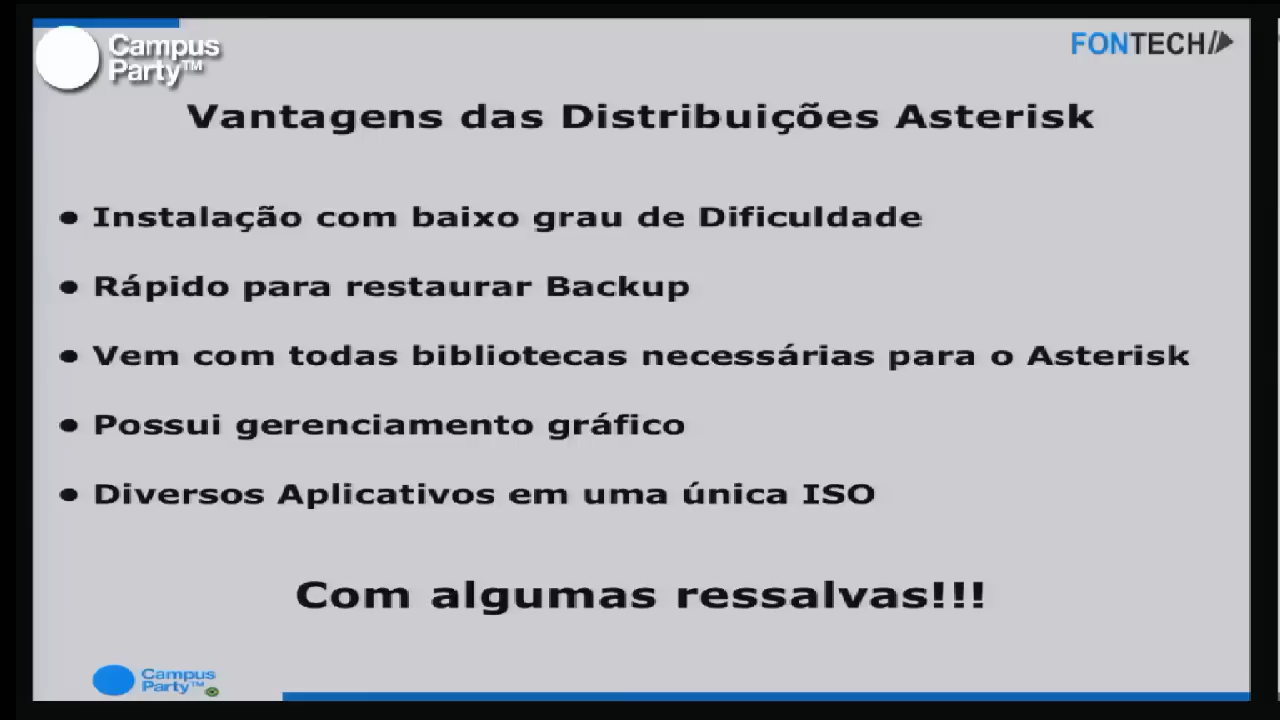 Campus
Party™
FONTECH
Vantagens das Distribuições Asterisk
• Instalação com baixo grau de Dificuldade
• Rápido para restaurar Backup
• Vem com todas bibliotecas necessárias para o Asterisk
• Possui gerenciamento gráfico
• Diversos Aplicativos em uma única ISO
Com algumas ressalvas!!!
Campus
Party™